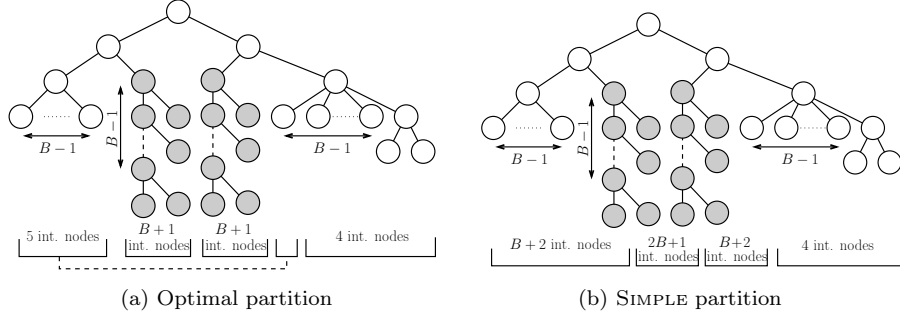 B − 1
B − 1
B − 1
5 int. nodes
B + 1
int. nodes
B + 1
int. nodes
4 int. nodes
(a) Optimal partition
B − 1
B − 1
B − 1
B + 2 int. nodes
2B+1
int. nodes
B+2
int. nodes
4 int. nodes
(b) SIMPLE partition